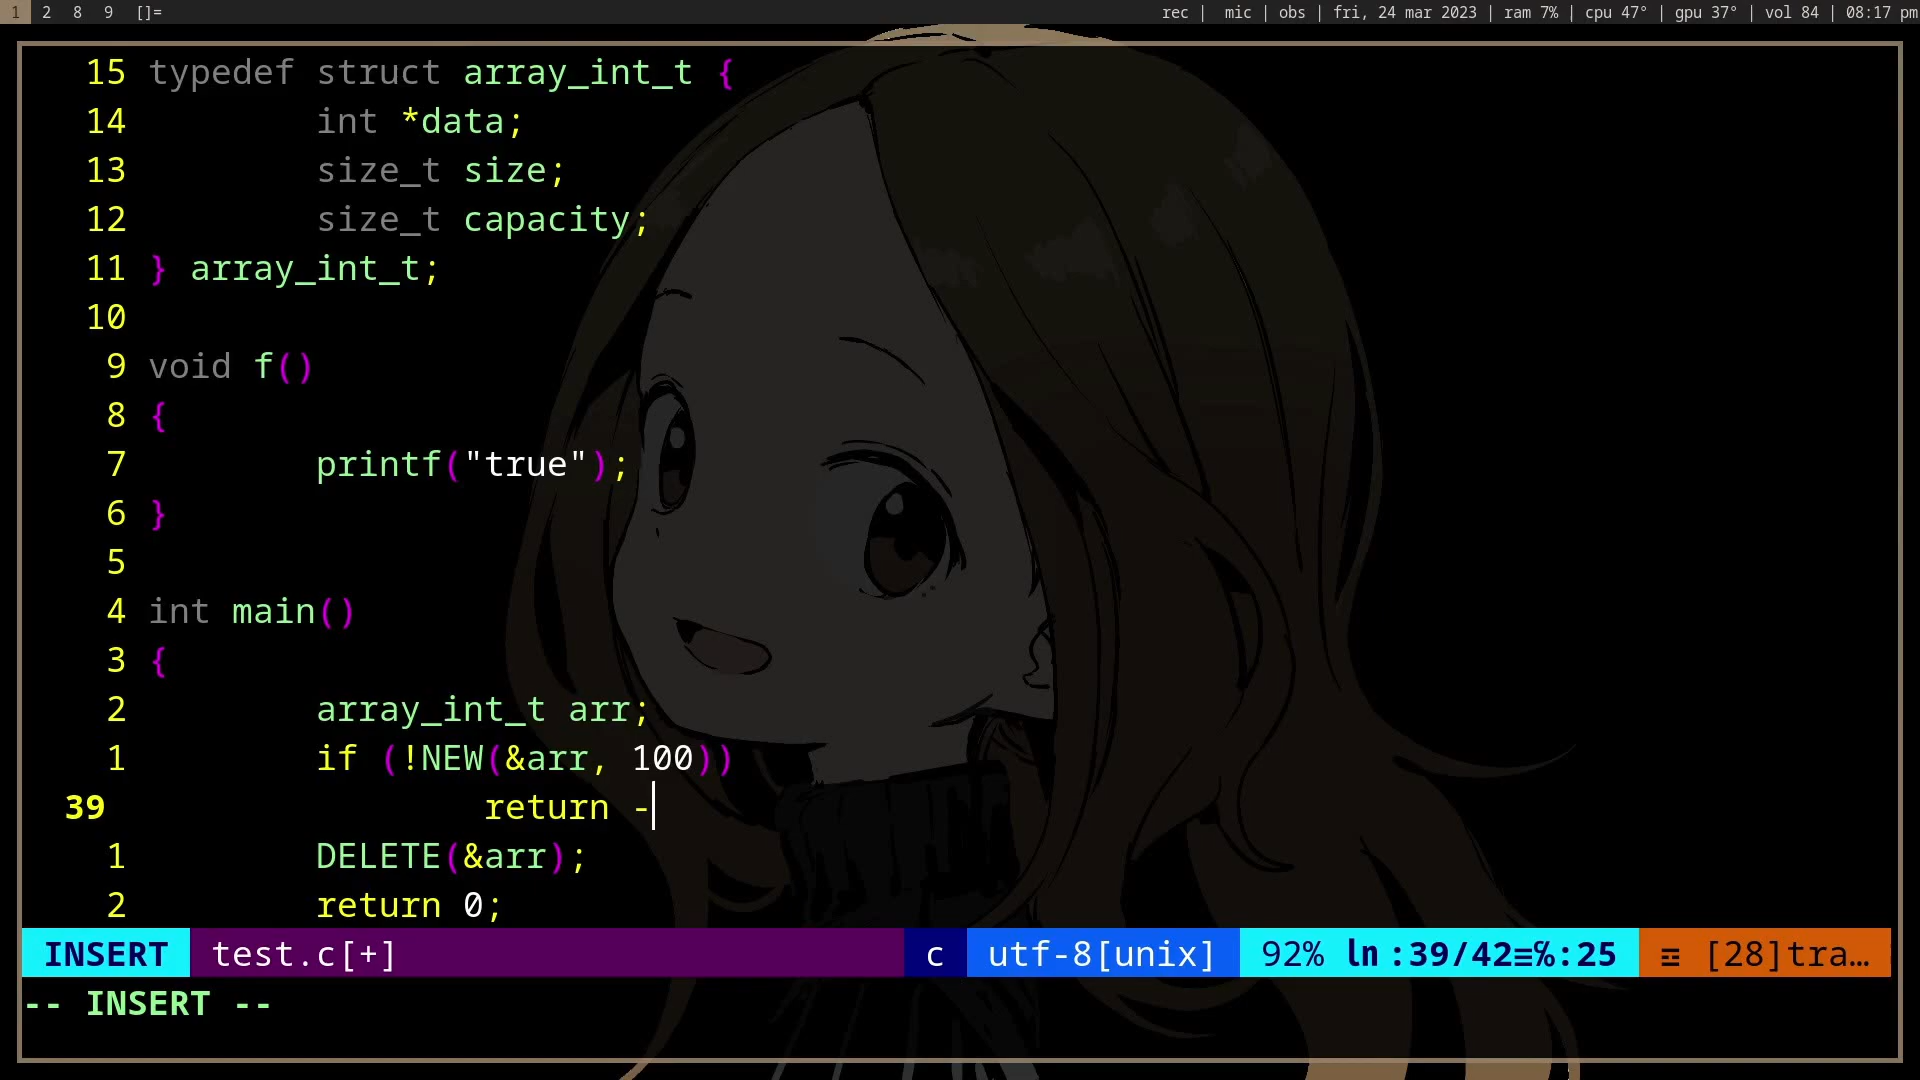 1 2 8 9 []= rec | mic | obs | fri, 24 mar 2023 | ram 7% | cpu 47° | gpu 37° | vol 84 | 08:17 pm
15 typedef struct array_int_t {
14 int *data;
13 size_t size;
12 size_t capacity;
11 } array_int_t;
10
9 void f()
8 {
7 printf("true");
6 }
5
4 int main()
3 {
2 array_int_t arr;
1 if (!NEW(&arr, 100))
39 return -
1 DELETE(&arr);
2 return 0;
INSERT test.c[+] c utf-8[unix] 92% ln :39/42≡℅:25 ☲ [28]tra…
-- INSERT --